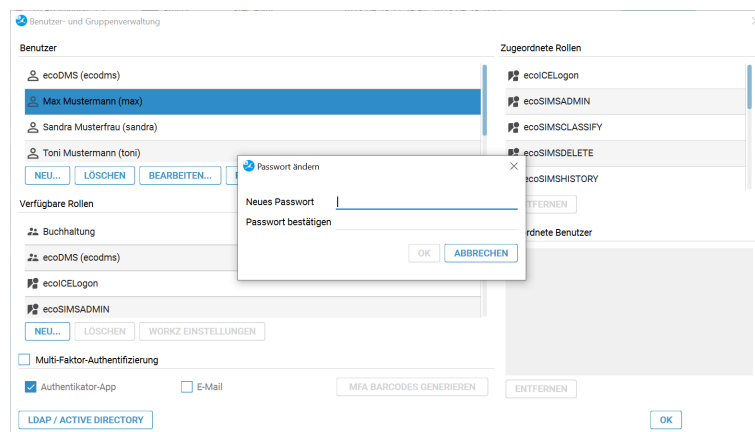 Benutzer- und Gruppenverwaltung
Benutzer
Zugeordnete Rollen
ecoDMS (ecodms)
ecoICELogon
Max Mustermann (max)
ecoSIMSADMIN
Sandra Musterfrau (sandra)
ecoSIMSCLASSIFY
Toni Mustermann (toni)
ecoSIMSDELETE
NEU...
LÖSCHEN
BEARBEITEN...
ecoSIMSHISTORY
Passwort ändern
Neues Passwort
Passwort bestätigen
OK
ABBRECHEN
Verfügbare Rollen
TFERNEN
Buchhaltung
rdnete Benutzer
ecoDMS (ecodms)
ecoICELogon
ecoSIMSADMIN
NEU...
LÖSCHEN
WORKZ EINSTELLUNGEN
Multi-Faktor-Authentifizierung
Authentikator-App
E-Mail
MFA BARCODES GENERIEREN
ENTFERNEN
LDAP / ACTIVE DIRECTORY
OK